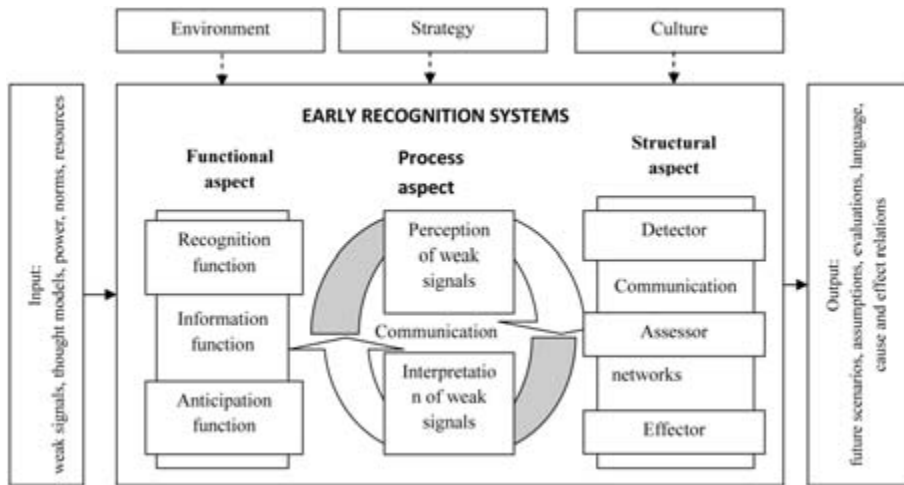 Environment
Strategy
Culture
Input:
weak signals, thought models, power, norms, resources
EARLY RECOGNITION SYSTEMS
Functional
aspect
Recognition
function
Information
function
Anticipation
function
Process
aspect
Perception
of weak
signals
Communication
Interpretatio
n of weak
signals
Structural
aspect
Detector
Communication
Assessor
networks
Effector
Output:
future scenarios, assumptions, evaluations, language,
cause and effect relations